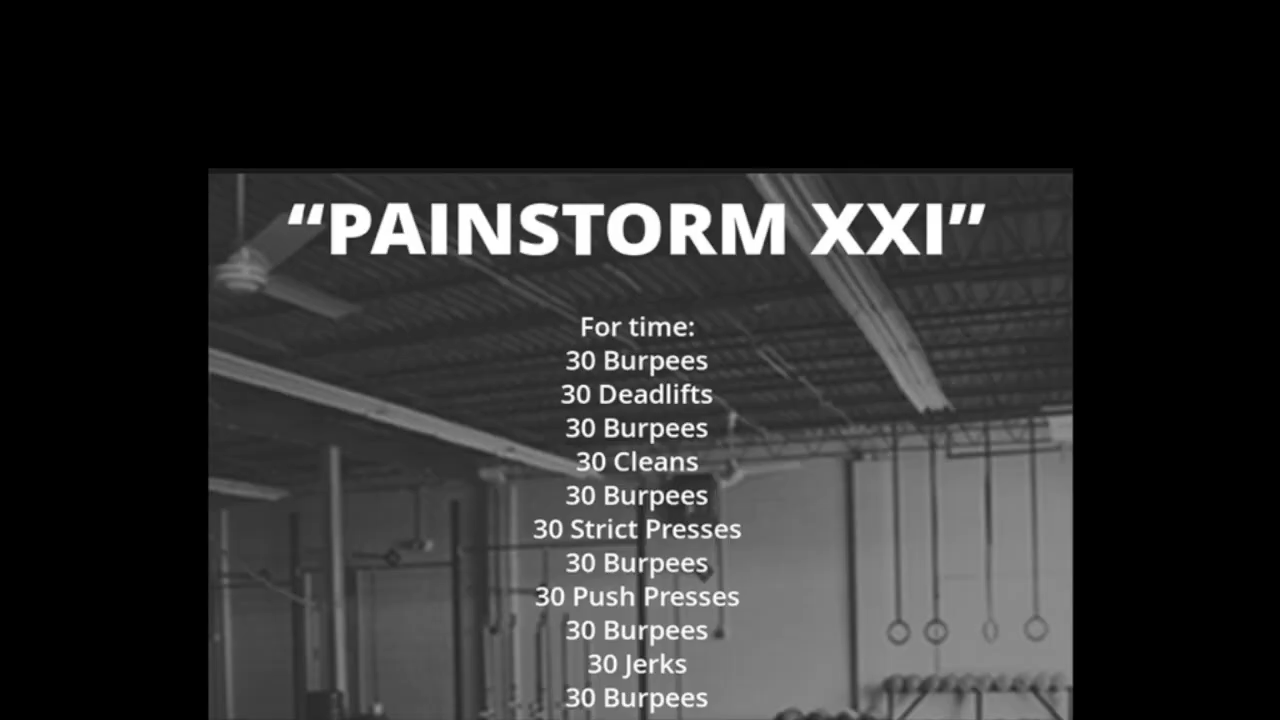 “PAINSTORM XXI”
For time:
30 Burpees
30 Deadlifts
30 Burpees
30 Cleans
30 Burpees
30 Strict Presses
30 Burpees
30 Push Presses
30 Burpees
30 Jerks
30 Burpees